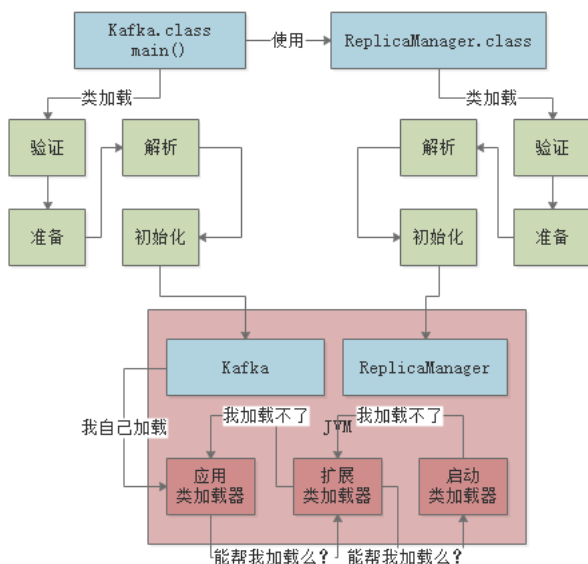 Kafka.class
main()
使用
ReplicaManager.class
类加载
类加载
验证
解析
解析
验证
准备
初始化
初始化
准备
Kafka
ReplicaManager
我自己加载
我加载不了
我加载不了
JVM
应用
类加载器
扩展
类加载器
启动
类加载器
能帮我加载么?
能帮我加载么?